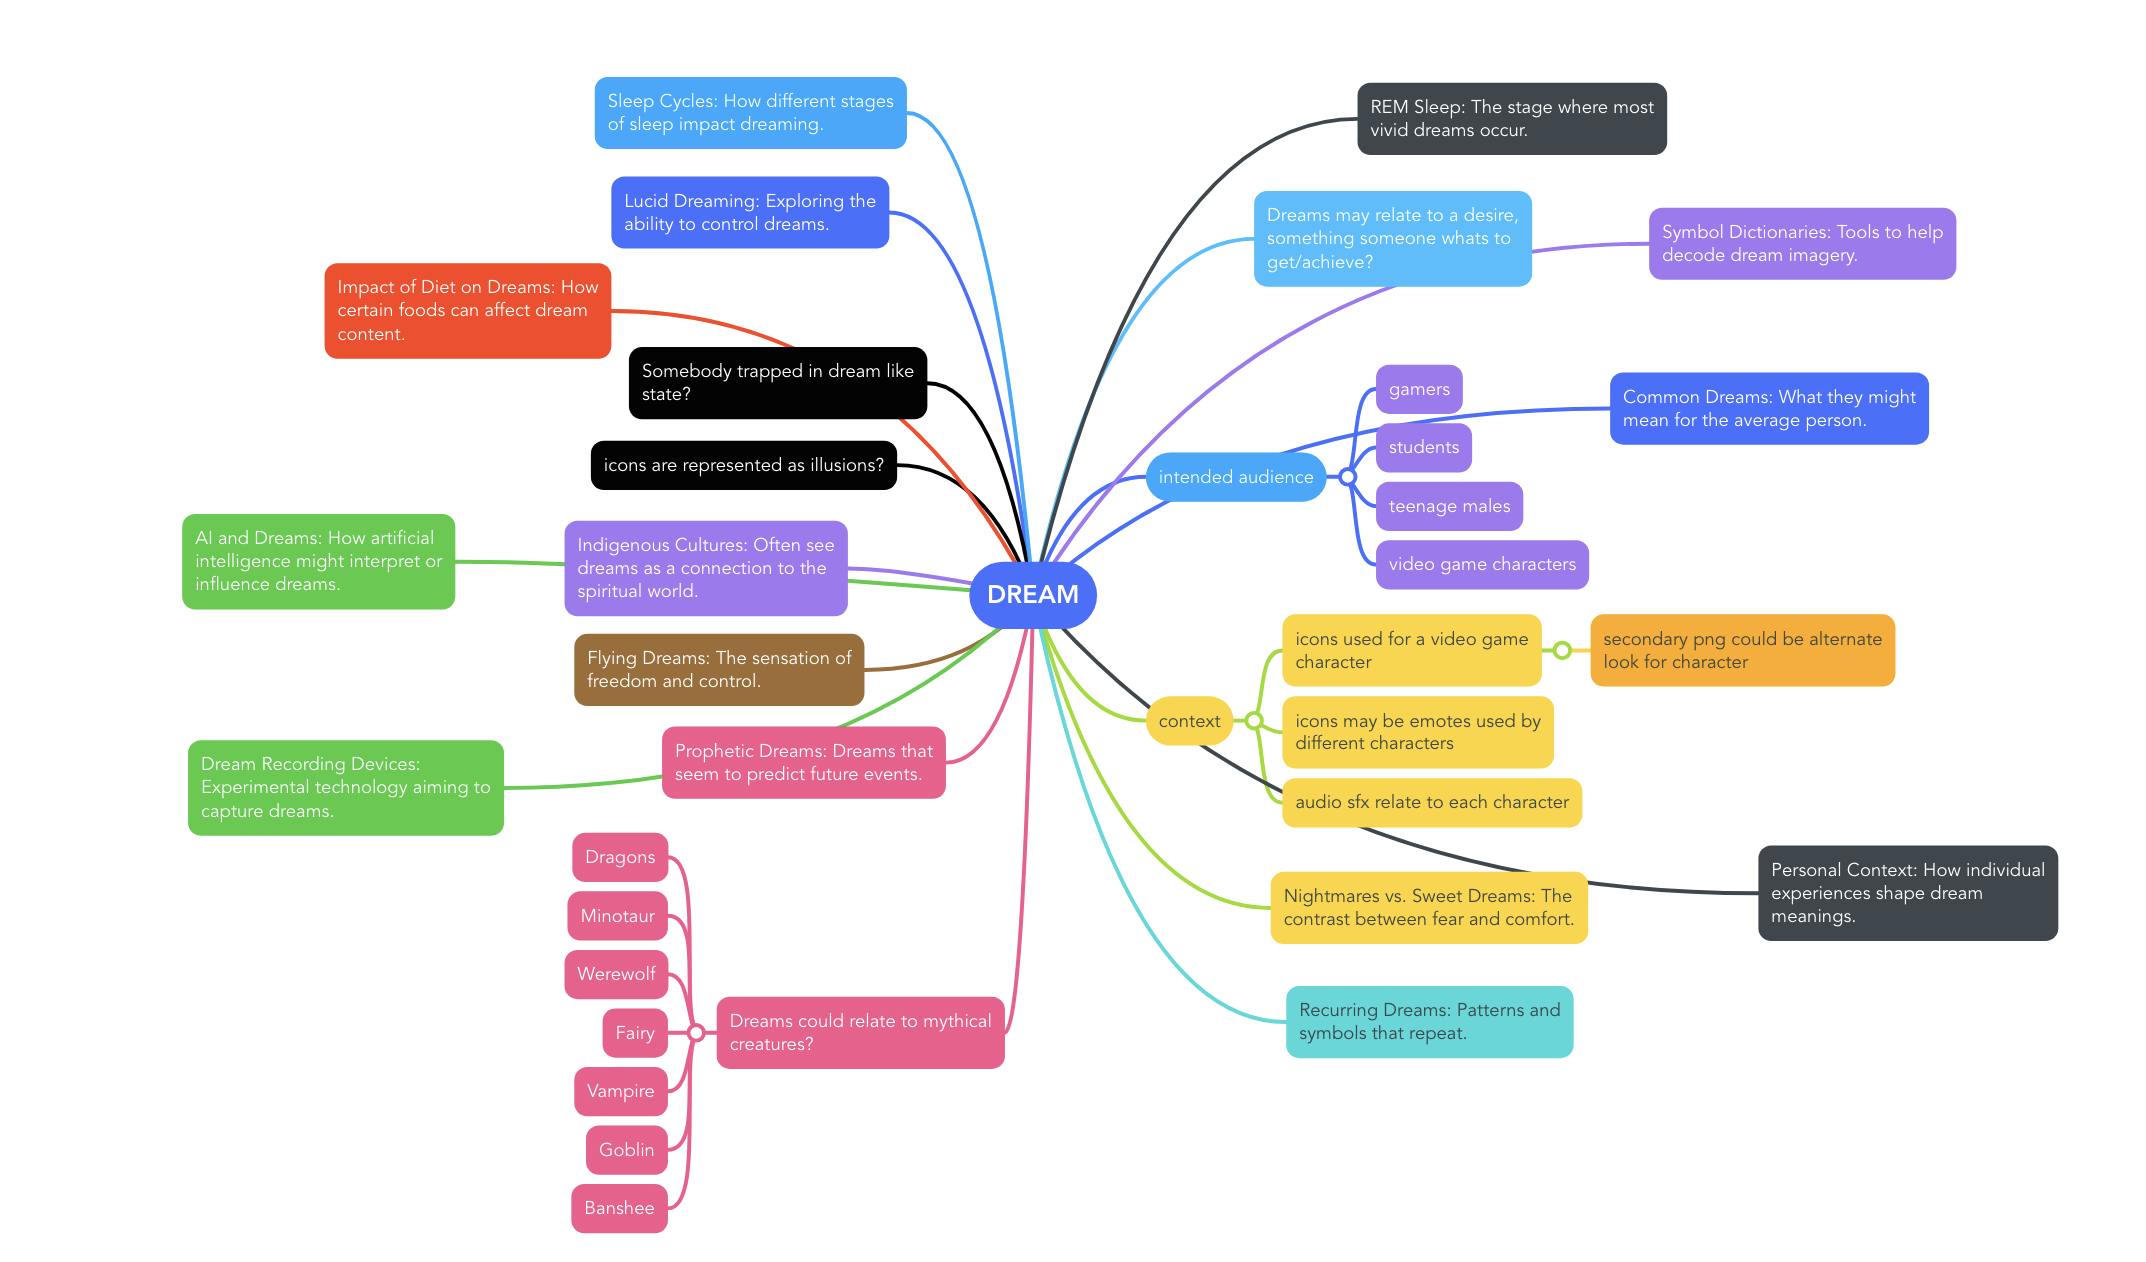 Sleep Cycles: How different stages
of sleep impact dreaming.
Lucid Dreaming: Exploring the
ability to control dreams.
Impact of Diet on Dreams: How
certain foods can affect dream
content.
Somebody trapped in dream like
state?
icons are represented as illusions?
AI and Dreams: How artificial
intelligence might interpret or
influence dreams.
Indigenous Cultures: Often see
dreams as a connection to the
spiritual world.
Flying Dreams: The sensation of
freedom and control.
Prophetic Dreams: Dreams that
seem to predict future events.
Dream Recording Devices:
Experimental technology aiming to
capture dreams.
Dragons
Minotaur
Werewolf
Fairy
Vampire
Goblin
Banshee
Dreams could relate to mythical
creatures?
DREAM
REM Sleep: The stage where most
vivid dreams occur.
Dreams may relate to a desire,
something someone whats to
get/achieve?
Symbol Dictionaries: Tools to help
decode dream imagery.
Common Dreams: What they might
mean for the average person.
intended audience
gamers
students
teenage males
video game characters
context
icons used for a video game
character
secondary png could be alternate
look for character
icons may be emotes used by
different characters
audio sfx relate to each character
Personal Context: How individual
experiences shape dream
meanings.
Nightmares vs. Sweet Dreams: The
contrast between fear and comfort.
Recurring Dreams: Patterns and
symbols that repeat.